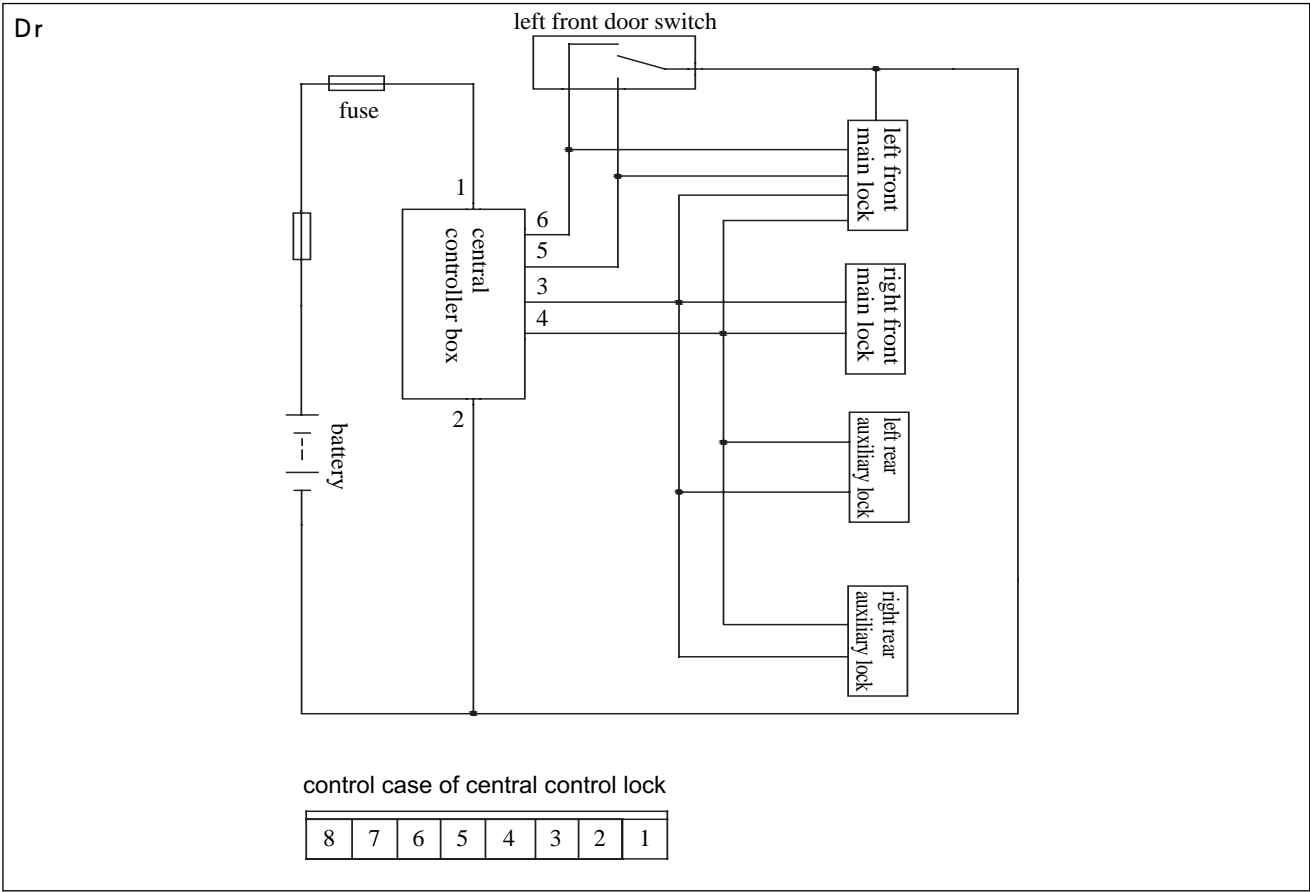 Dr
left front door switch
fuse
1
6
5
3
4
2
central
controller box
battery
left front
main lock
right front
main lock
left rear
auxiliary lock
right rear
auxiliary lock
control case of central control lock
8 7 6 5 4 3 2 1